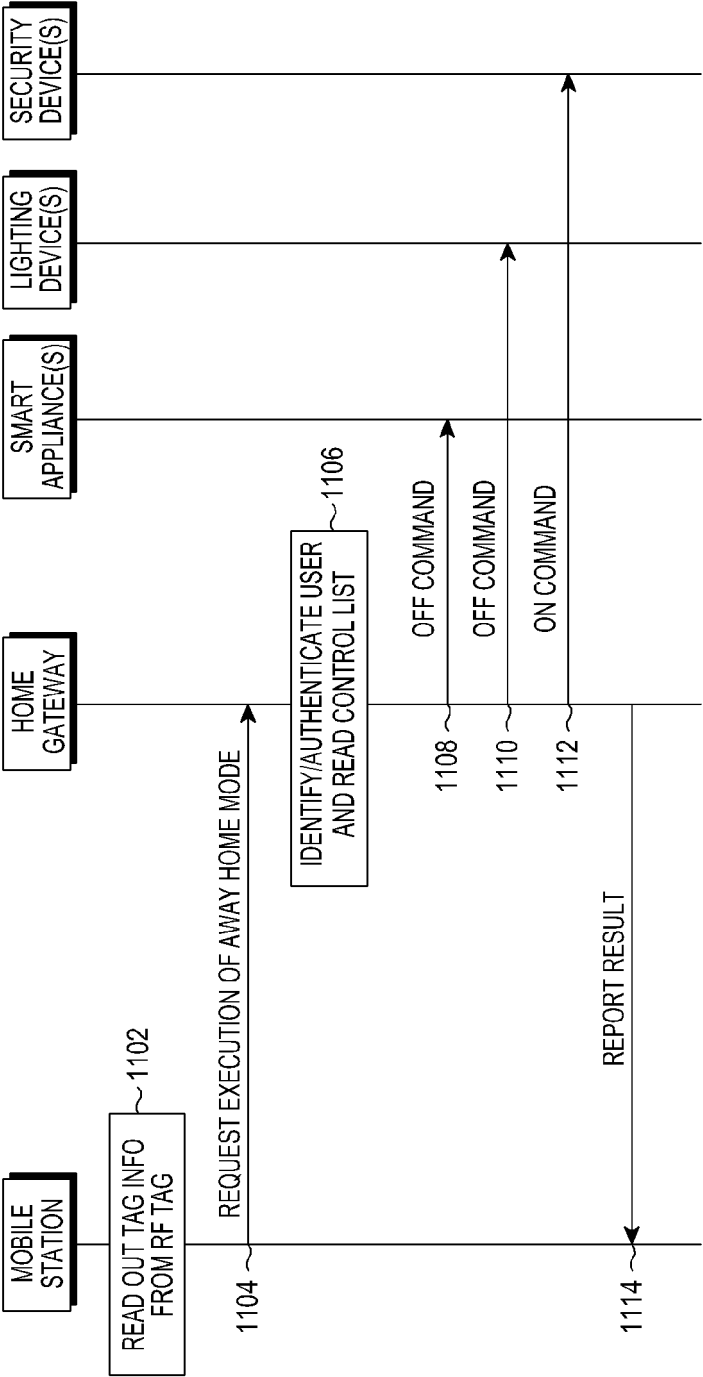 MOBILE
STATION
HOME
GATEWAY
SMART
APPLIANCE(S)
LIGHTING
DEVICE(S)
SECURITY
DEVICE(S)
READ OUT TAG INFO
FROM RF TAG
1102
REQUEST EXECUTION OF AWAY HOME MODE
1104
IDENTIFY/AUTHENTICATE USER
AND READ CONTROL LIST
1106
OFF COMMAND
1108
OFF COMMAND
1110
ON COMMAND
1112
REPORT RESULT
1114